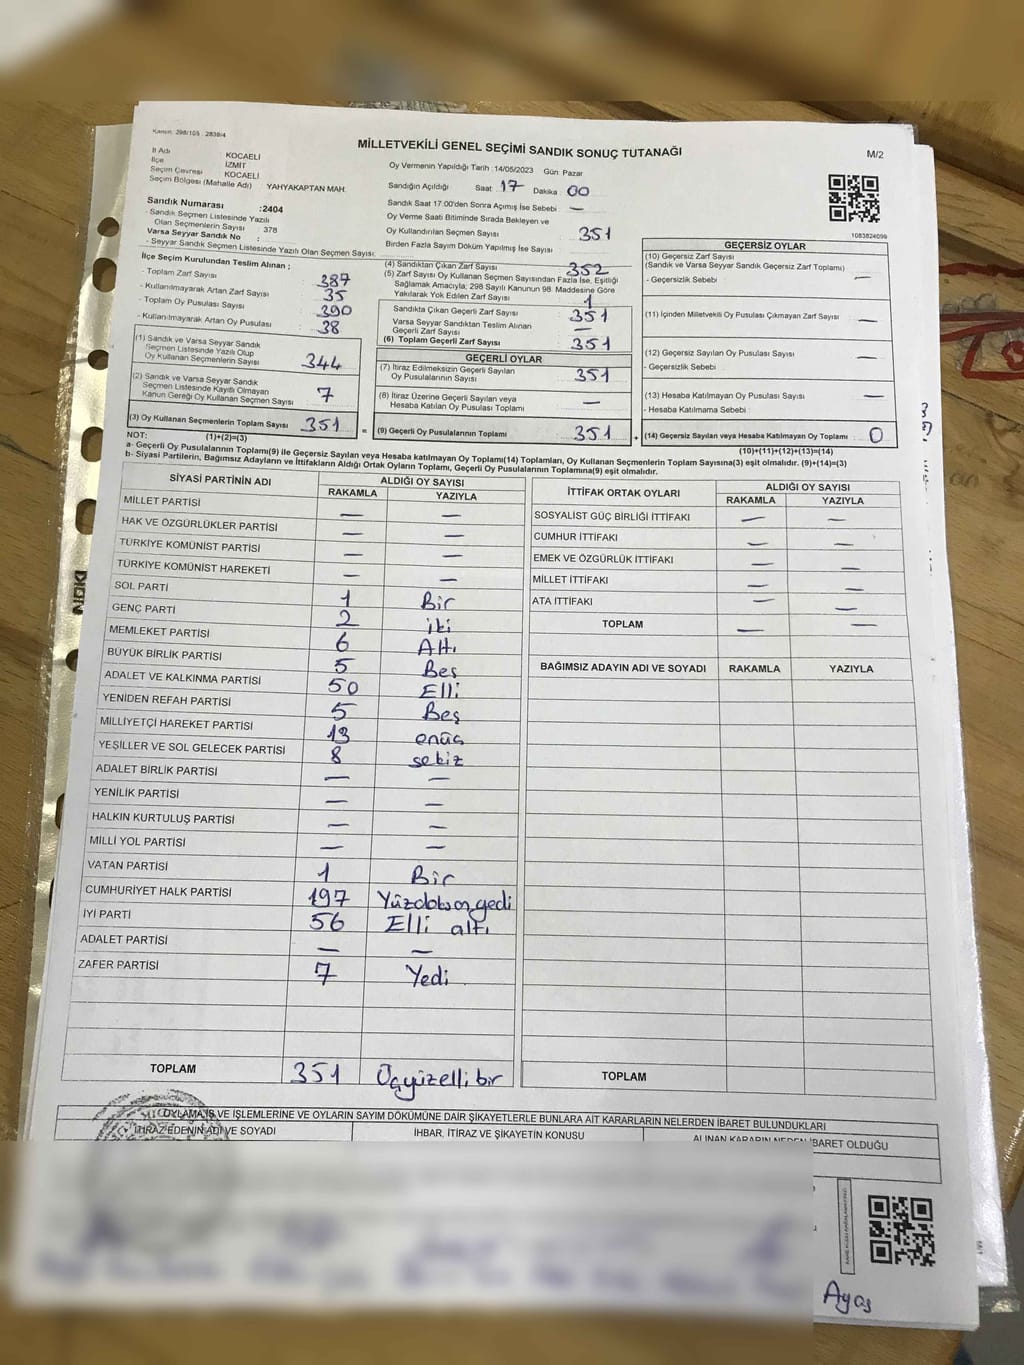 Kanun: 298/105 , 2839/4
MİLLETVEKİLİ GENEL SEÇİMİ SANDIK SONUÇ TUTANAĞI
M/2
İl Adı KOCAELİ
İlçe İZMİT
Seçim Çevresi KOCAELİ
Seçim Bölgesi (Mahalle Adı) YAHYAKAPTAN MAH.
Sandık Numarası :2404
- Sandık Seçmen Listesinde Yazılı
Olan Seçmenlerin Sayısı : 378
Varsa Seyyar Sandık No :
- Seyyar Sandık Seçmen Listesinde Yazılı Olan Seçmen Sayısı:
Oy Vermenin Yapıldığı Tarih :14/05/2023 Gün: Pazar
Sandığın Açıldığı Saat 17 Dakika 00
Sandık Saat 17:00'den Sonra Açımış İse Sebebi —
Oy Verme Saati Bitiminde Sırada Bekleyen ve
Oy Kullandırılan Seçmen Sayısı 351
Birden Fazla Sayım Döküm Yapılmış İse Sayısı
1083824099
İlçe Seçim Kurulundan Teslim Alınan ;
- Toplam Zarf Sayısı 387
- Kullanılmayarak Artan Zarf Sayısı 35
- Toplam Oy Pusulası Sayısı 390
- Kullanılmayarak Artan Oy Pusulası 38
(1) Sandık ve Varsa Seyyar Sandık
Seçmen Listesinde Yazılı Olup
Oy Kullanan Seçmenlerin Sayısı 344
(2) Sandık ve Varsa Seyyar Sandık
Seçmen Listesinde Kayıtlı Olmayan
Kanun Gereği Oy Kullanan Seçmen Sayısı 7
(3) Oy Kullanan Seçmenlerin Toplam Sayısı 351
(1)+(2)=(3)
(4) Sandıktan Çıkan Zarf Sayısı 352
(5) Zarf Sayısı Oy Kullanan Seçmen Sayısından Fazla İse, Eşitliği
Sağlamak Amacıyla; 298 Sayılı Kanunun 98. Maddesine Göre
Yakılarak Yok Edilen Zarf Sayısı 1
Sandıkta Çıkan Geçerli Zarf Sayısı 351
Varsa Seyyar Sandıktan Teslim Alınan
Geçerli Zarf Sayısı —
(6) Toplam Geçerli Zarf Sayısı 351
GEÇERLİ OYLAR
(7) İtiraz Edilmeksizin Geçerli Sayılan
Oy Pusulalarının Sayısı 351
(8) İtiraz Üzerine Geçerli Sayılan veya
Hesaba Katılan Oy Pusulaları Toplamı —
= (9) Geçerli Oy Pusulalarının Toplamı 351
GEÇERSİZ OYLAR
(10) Geçersiz Zarf Sayısı
(Sandık ve Varsa Seyyar Sandık Geçersiz Zarf Toplamı) —
- Geçersizlik Sebebi :
(11) İçinden Milletvekili Oy Pusulası Çıkmayan Zarf Sayısı —
(12) Geçersiz Sayılan Oy Pusulası Sayısı —
- Geçersizlik Sebebi :
(13) Hesaba Katılmayan Oy Pusulası Sayısı —
- Hesaba Katılmama Sebebi :
+ (14) Geçersiz Sayılan veya Hesaba Katılmayan Oy Toplamı 0
(10)+(11)+(12)+(13)=(14)
NOT:
a- Geçerli Oy Pusulasıların Toplamı(9) ile Geçersiz Sayılan veya Hesaba Katılmayan Oy Toplamı(14) Toplamları, Oy Kullanan Seçmenlerin Toplam Sayısına(3) eşit olmalıdır. (9)+(14)=(3)
b- Siyasi Partilerin, Bağımsız Adayların ve İttifakların Aldığı Ortak Oyların Toplamı, Geçerli Oy Pusulalarının Toplamına(9) eşit olmalıdır.
SİYASİ PARTİNİN ADI ALDIĞI OY SAYISI
RAKAMLA YAZIYLA
MİLLET PARTİSİ — —
HAK VE ÖZGÜRLÜKLER PARTİSİ — —
TÜRKİYE KOMÜNİST PARTİSİ — —
TÜRKİYE KOMÜNİST HAREKETİ — —
SOL PARTİ 1 Bir
GENÇ PARTİ 2 iki
MEMLEKET PARTİSİ 6 Altı
BÜYÜK BİRLİK PARTİSİ 5 Beş
ADALET VE KALKINMA PARTİSİ 50 Elli
YENİDEN REFAH PARTİSİ 5 Beş
MİLLİYETÇİ HAREKET PARTİSİ 13 onüç
YEŞİLLER VE SOL GELECEK PARTİSİ 8 sekiz
ADALET BİRLİK PARTİSİ — —
YENİLİK PARTİSİ — —
HALKIN KURTULUŞ PARTİSİ — —
MİLLİ YOL PARTİSİ — —
VATAN PARTİSİ 1 Bir
CUMHURİYET HALK PARTİSİ 197
İYİ PARTİ 56 Elli altı
ADALET PARTİSİ — —
ZAFER PARTİSİ 7 Yedi
TOPLAM 351 Üçyüzellibir
İTTİFAK ORTAK OYLARI ALDIĞI OY SAYISI
RAKAMLA YAZIYLA
SOSYALİST GÜÇ BİRLİĞİ İTTİFAKI — —
CUMHUR İTTİFAKI — —
EMEK VE ÖZGÜRLÜK İTTİFAKI — —
MİLLET İTTİFAKI — —
ATA İTTİFAKI — —
TOPLAM — —
BAĞIMSIZ ADAYIN ADI VE SOYADI RAKAMLA YAZIYLA
TOPLAM
OYLAMA İŞ VE İŞLEMLERİNE VE OYLARIN SAYIM DÖKÜMÜNE DAİR ŞİKAYETLERLE BUNLARA AİT KARARLARIN NELERDEN İBARET BULUNDUKLARI
İTİRAZ EDENİN ADI VE SOYADI İHBAR, İTİRAZ VE ŞİKAYETİN KONUSU ALINAN KARARIN NEDEN İBARET OLDUĞU
Ayaş